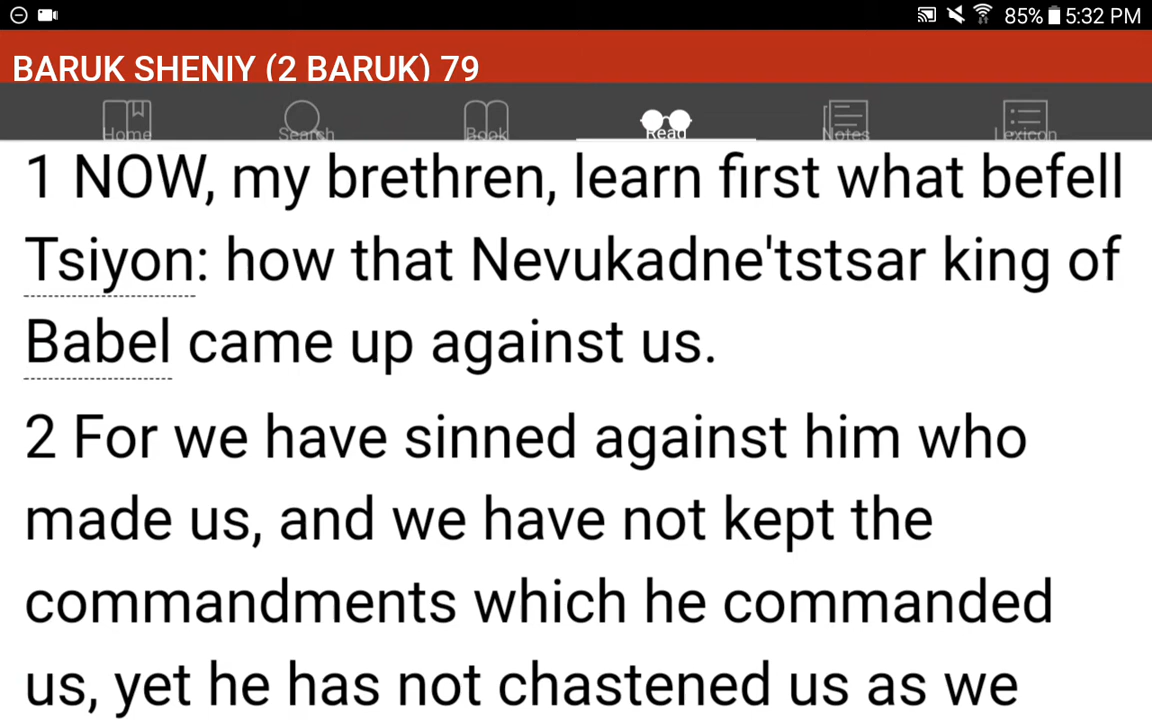 85% 5:32 PM
BARUK SHENIY (2 BARUK) 79
Home Search Book Read Notes Lexicon
1 NOW, my brethren, learn first what befell
Tsiyon: how that Nevukadne'tstsar king of
Babel came up against us.
2 For we have sinned against him who
made us, and we have not kept the
commandments which he commanded
us, yet he has not chastened us as we